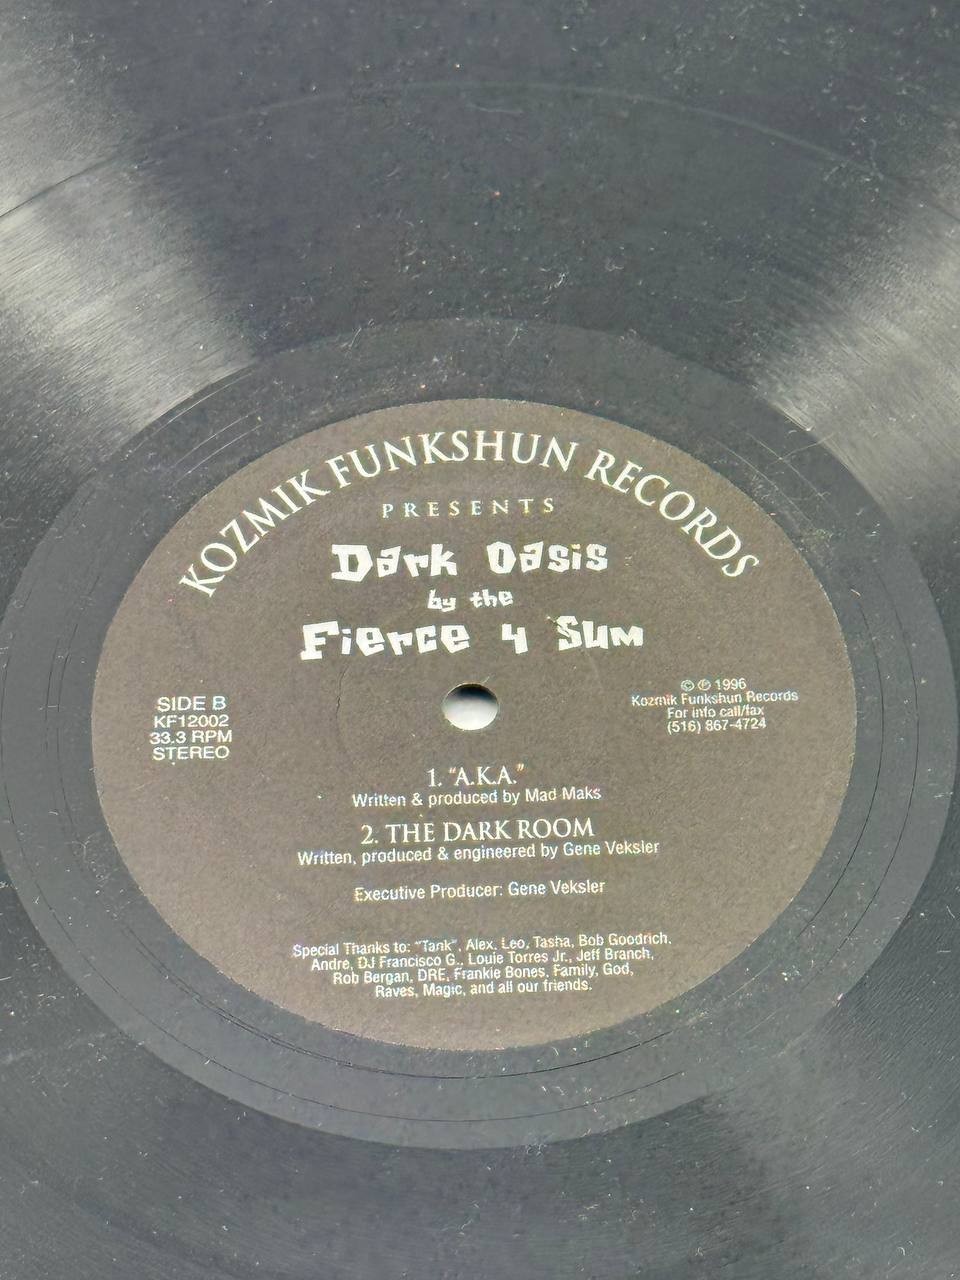 KOZMIK FUNKSHUN RECORDS
PRESENTS
Dark Oasis
by the
Fierce 4 Sum
SIDE B
KF12002
33.3 RPM
STEREO
© ℗ 1996
Kozmik Funkshun Records
For info call/fax
(516) 867-4724
1. "A.K.A."
Written & produced by Mad Maks
2. THE DARK ROOM
Written, produced & engineered by Gene Veksler
Executive Producer: Gene Veksler
Special Thanks to: "Tank", Alex, Leo, Tasha, Bob Goodrich,
Andre, DJ Francisco G., Louie Torres Jr., Jeff Branch,
Rob Bergan, DRE, Frankie Bones, Family, God,
Raves, Magic, and all our friends.